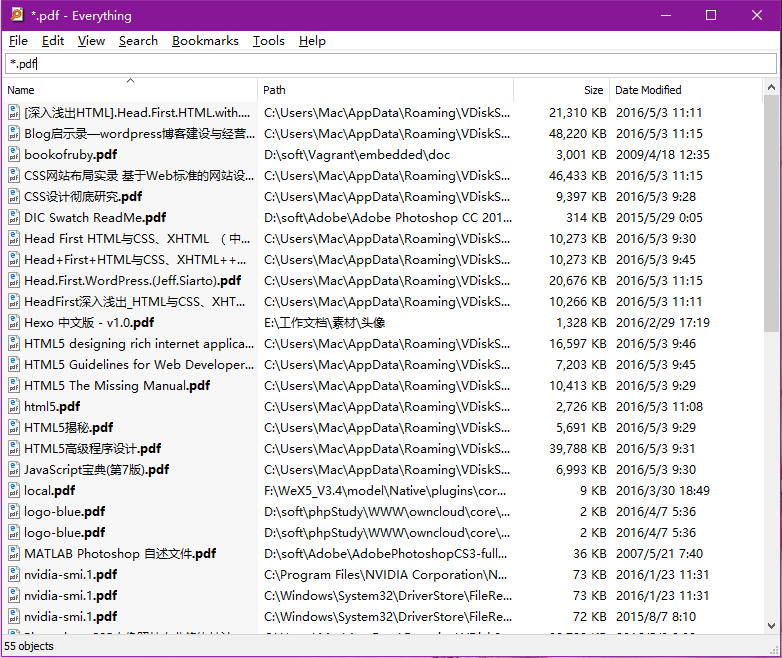 *.pdf - Everything
File Edit View Search Bookmarks Tools Help
*.pdf
Name Path Size Date Modified
[深入浅出HTML].Head.First.HTML.with.... C:\Users\Mac\AppData\Roaming\VDiskS... 21,310 KB 2016/5/3 11:11
Blog启示录—wordpress博客建设与经营... C:\Users\Mac\AppData\Roaming\VDiskS... 48,220 KB 2016/5/3 11:15
bookofruby.pdf D:\soft\Vagrant\embedded\doc 3,001 KB 2009/4/18 12:35
CSS网站布局实录 基于Web标准的网站设... C:\Users\Mac\AppData\Roaming\VDiskS... 46,433 KB 2016/5/3 11:15
CSS设计彻底研究.pdf C:\Users\Mac\AppData\Roaming\VDiskS... 9,397 KB 2016/5/3 9:28
DIC Swatch ReadMe.pdf D:\soft\Adobe\Adobe Photoshop CC 201... 314 KB 2015/5/29 0:05
Head First HTML与CSS、XHTML （中... C:\Users\Mac\AppData\Roaming\VDiskS... 10,273 KB 2016/5/3 9:30
Head+First+HTML与CSS、XHTML++... C:\Users\Mac\AppData\Roaming\VDiskS... 10,273 KB 2016/5/3 9:45
Head.First.WordPress.(Jeff.Siarto).pdf C:\Users\Mac\AppData\Roaming\VDiskS... 20,676 KB 2016/5/3 11:15
HeadFirst深入浅出_HTML与CSS、XHT... C:\Users\Mac\AppData\Roaming\VDiskS... 10,266 KB 2016/5/3 11:11
Hexo 中文版 - v1.0.pdf E:\工作文档\素材\头像 1,328 KB 2016/2/29 17:19
HTML5 designing rich internet applica... C:\Users\Mac\AppData\Roaming\VDiskS... 16,597 KB 2016/5/3 9:46
HTML5 Guidelines for Web Developer... C:\Users\Mac\AppData\Roaming\VDiskS... 7,203 KB 2016/5/3 9:45
HTML5 The Missing Manual.pdf C:\Users\Mac\AppData\Roaming\VDiskS... 10,413 KB 2016/5/3 9:29
html5.pdf C:\Users\Mac\AppData\Roaming\VDiskS... 2,726 KB 2016/5/3 11:08
HTML5揭秘.pdf C:\Users\Mac\AppData\Roaming\VDiskS... 5,691 KB 2016/5/3 9:29
HTML5高级程序设计.pdf C:\Users\Mac\AppData\Roaming\VDiskS... 39,788 KB 2016/5/3 9:31
JavaScript宝典(第7版).pdf C:\Users\Mac\AppData\Roaming\VDiskS... 6,993 KB 2016/5/3 9:30
local.pdf F:\WeX5_V3.4\model\Native\plugins\cor... 9 KB 2016/3/30 18:49
logo-blue.pdf D:\soft\phpStudy\WWW\owncloud\core\... 2 KB 2016/4/7 5:36
logo-blue.pdf D:\soft\phpStudy\WWW\owncloud\core\... 2 KB 2016/4/7 5:36
MATLAB Photoshop 自述文件.pdf D:\soft\Adobe\AdobePhotoshopCS3-full... 36 KB 2007/5/21 7:40
nvidia-smi.1.pdf C:\Program Files\NVIDIA Corporation\N... 73 KB 2016/1/23 11:31
nvidia-smi.1.pdf C:\Windows\System32\DriverStore\FileRe... 73 KB 2016/1/23 11:31
nvidia-smi.1.pdf C:\Windows\System32\DriverStore\FileRe... 72 KB 2015/8/7 8:10
55 objects